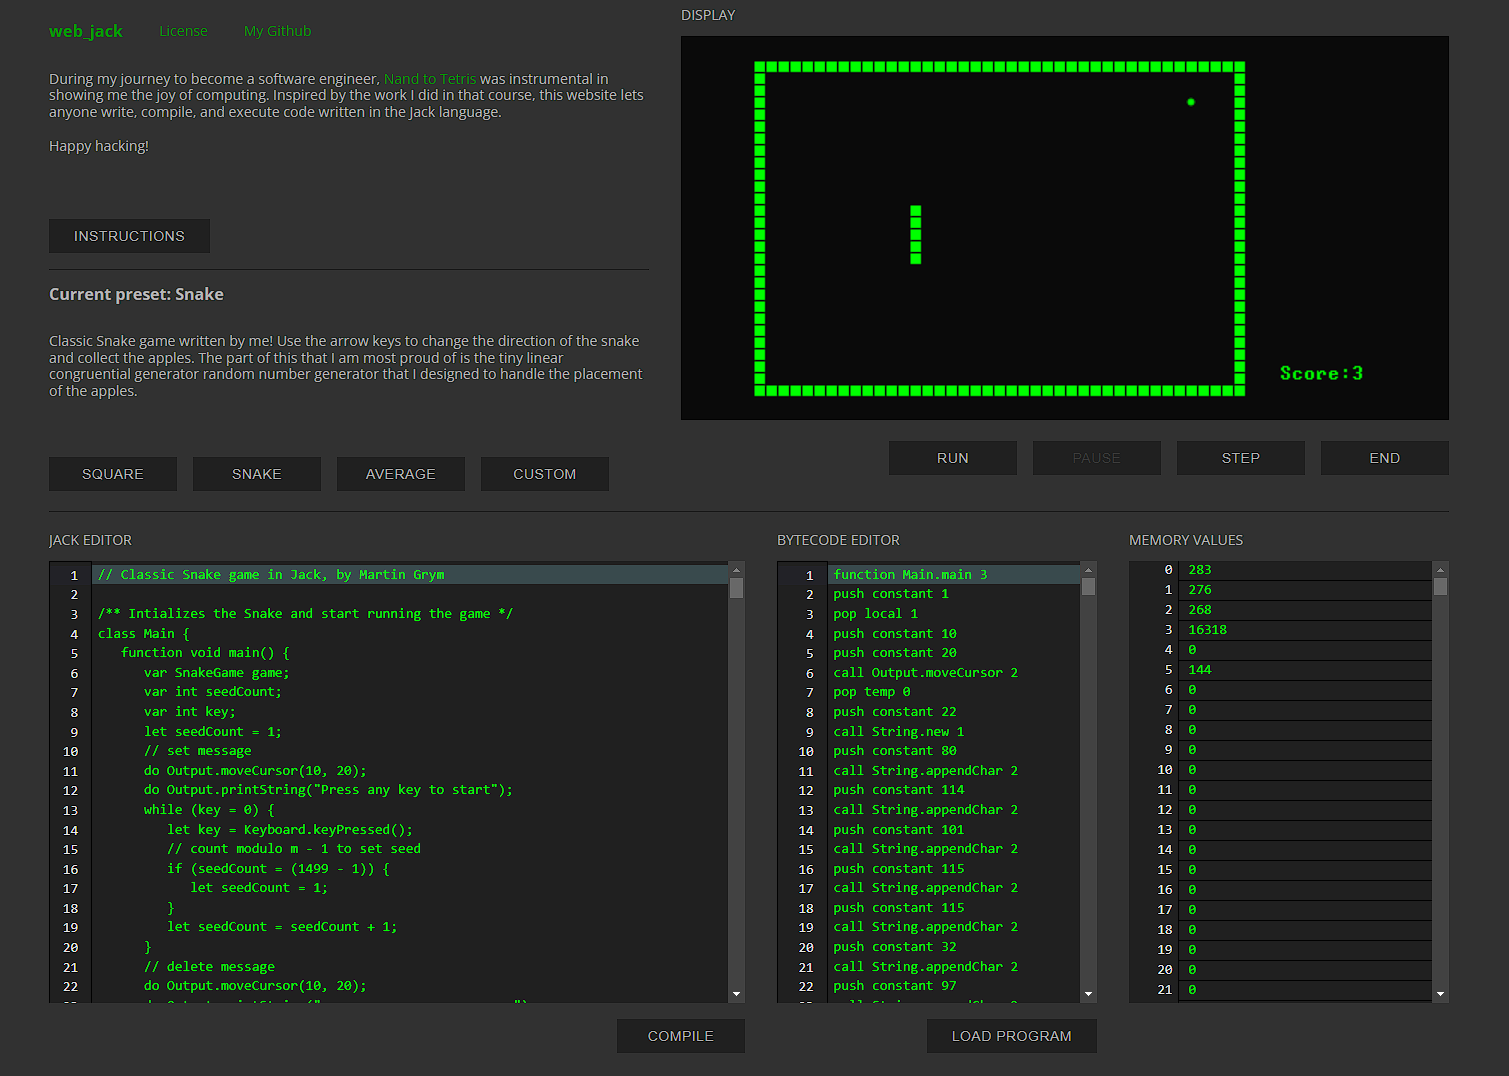 web_jack License My Github
During my journey to become a software engineer, Nand to Tetris was instrumental in
showing me the joy of computing. Inspired by the work I did in that course, this website lets
anyone write, compile, and execute code written in the Jack language.
Happy hacking!
INSTRUCTIONS
Current preset: Snake
Classic Snake game written by me! Use the arrow keys to change the direction of the snake
and collect the apples. The part of this that I am most proud of is the tiny linear
congruential generator random number generator that I designed to handle the placement
of the apples.
SQUARE SNAKE AVERAGE CUSTOM
DISPLAY
Score:3
RUN PAUSE STEP END
JACK EDITOR
1 // Classic Snake game in Jack, by Martin Grym
2
3 /** Intializes the Snake and start running the game */
4 class Main {
5 function void main() {
6 var SnakeGame game;
7 var int seedCount;
8 var int key;
9 let seedCount = 1;
10 // set message
11 do Output.moveCursor(10, 20);
12 do Output.printString("Press any key to start");
13 while (key = 0) {
14 let key = Keyboard.keyPressed();
15 // count modulo m - 1 to set seed
16 if (seedCount = (1499 - 1)) {
17 let seedCount = 1;
18 }
19 let seedCount = seedCount + 1;
20 }
21 // delete message
22 do Output.moveCursor(10, 20);
COMPILE
BYTECODE EDITOR
1 function Main.main 3
2 push constant 1
3 pop local 1
4 push constant 10
5 push constant 20
6 call Output.moveCursor 2
7 pop temp 0
8 push constant 22
9 call String.new 1
10 push constant 80
11 call String.appendChar 2
12 push constant 114
13 call String.appendChar 2
14 push constant 101
15 call String.appendChar 2
16 push constant 115
17 call String.appendChar 2
18 push constant 115
19 call String.appendChar 2
20 push constant 32
21 call String.appendChar 2
22 push constant 97
LOAD PROGRAM
MEMORY VALUES
0 283
1 276
2 268
3 16318
4 0
5 144
6 0
7 0
8 0
9 0
10 0
11 0
12 0
13 0
14 0
15 0
16 0
17 0
18 0
19 0
20 0
21 0